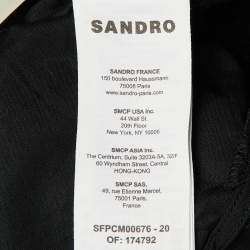 SANDRO
SANDRO FRANCE
150 boulevard Haussmann
75008 Paris
www.sandro-paris.com
SMCP USA Inc.
44 Wall St.
20th Floor
New York, NY 10005
SMCP ASIA Inc.
The Centrium, Suite 3203-5A, 32/F
60 Wyndham Street, Central
HONG-KONG
SMCP SAS,
49, rue Etienne Marcel,
75001 Paris,
France
SFPCM00676 - 20
OF: 174792